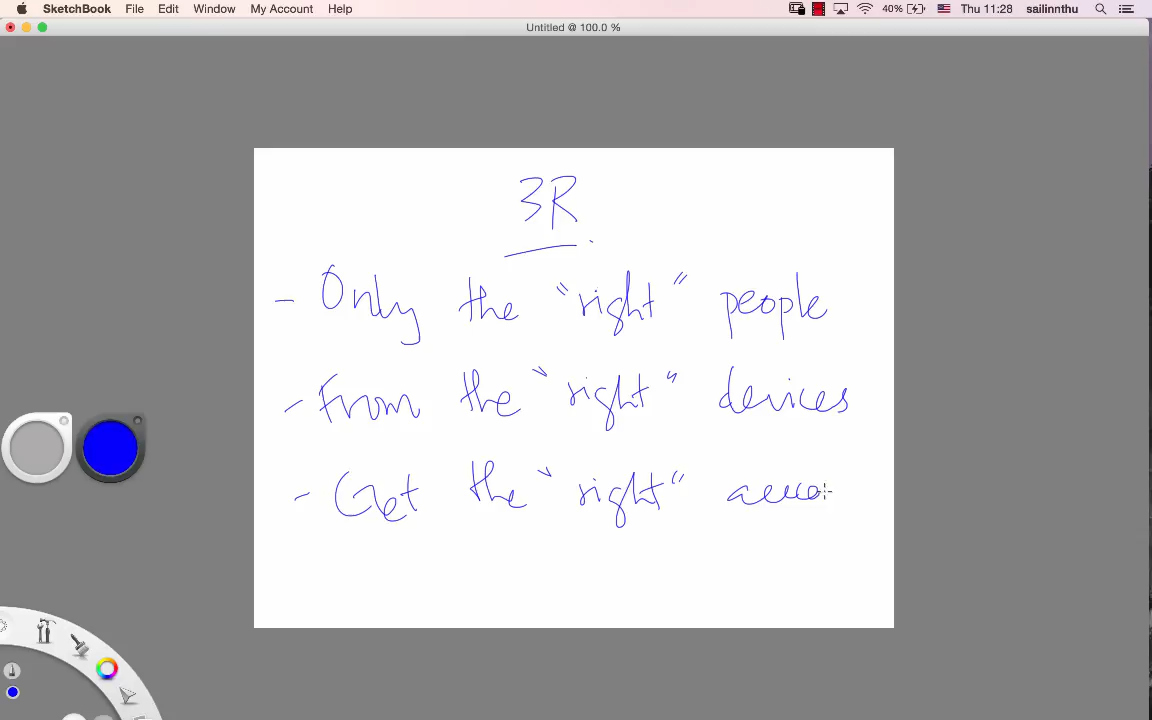 SketchBook File Edit Window My Account Help 40% Thu 11:28 sailinnthu
Untitled @ 100.0 %
3R
- Only the "right" people
- From the "right" devices
- Get the "right"